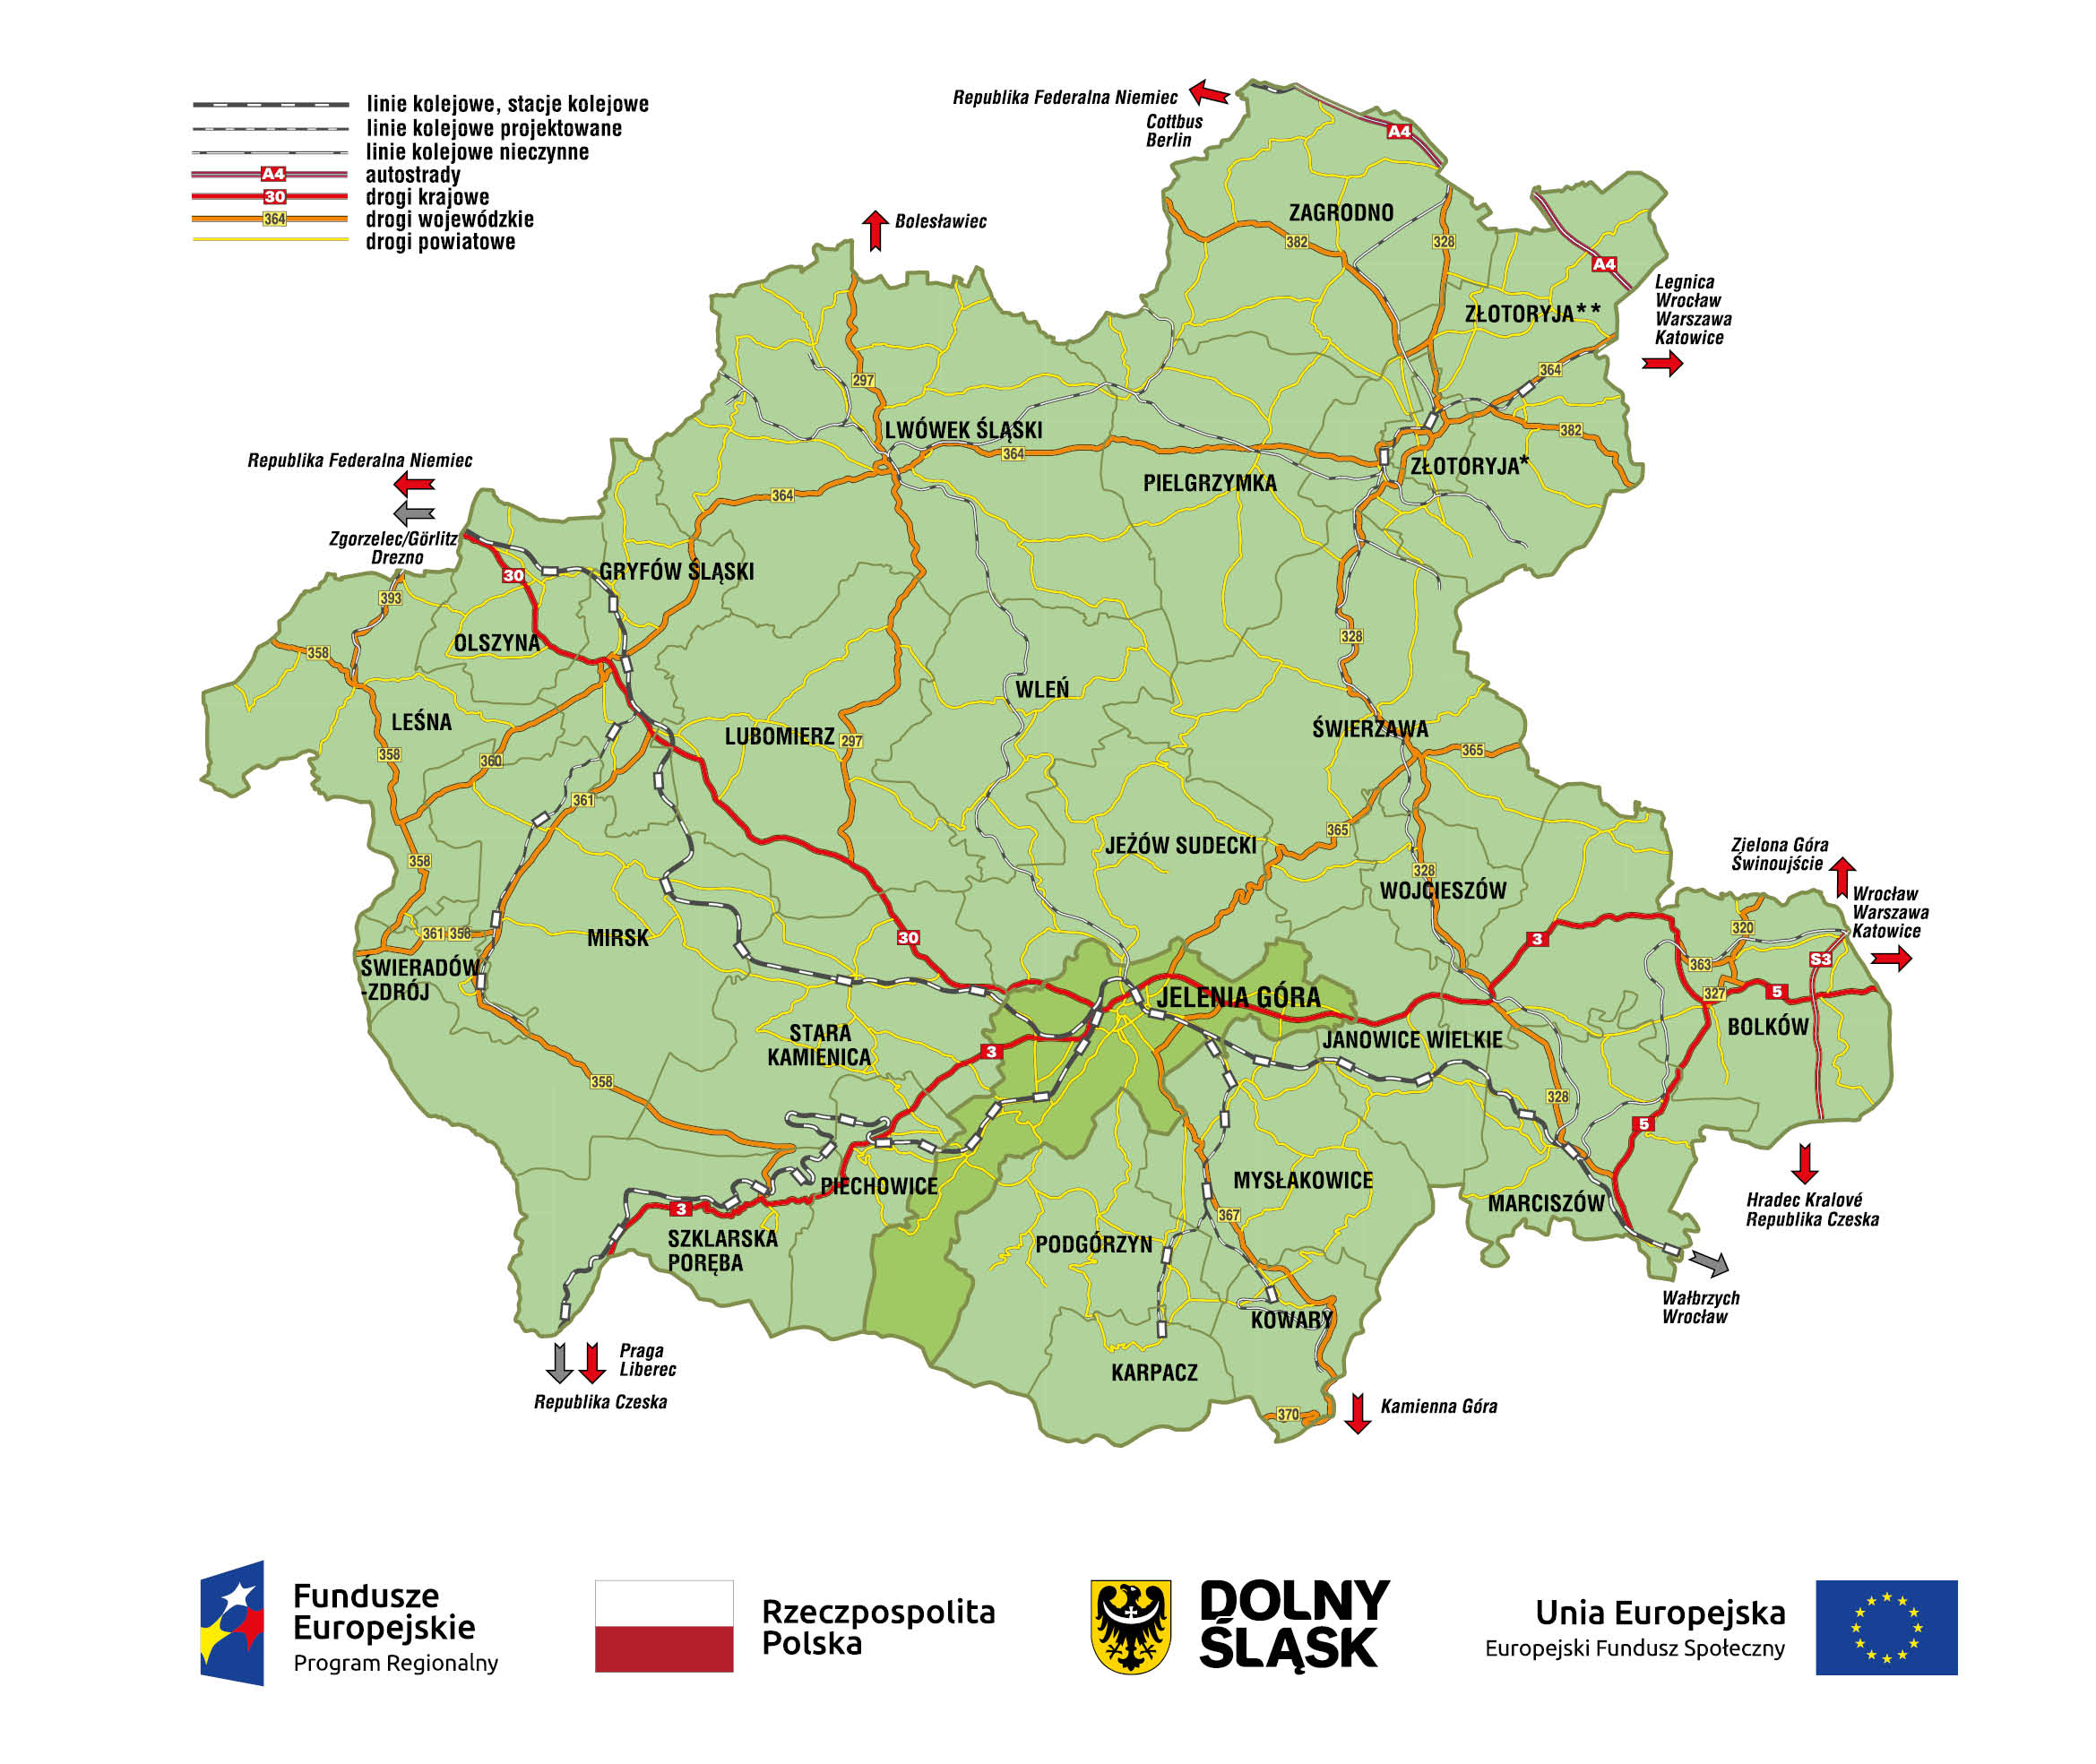 linie kolejowe, stacje kolejowe
linie kolejowe projektowane
linie kolejowe nieczynne
A4
autostrady
30
drogi krajowe
364
drogi wojewódzkie
drogi powiatowe
Republika Federalna Niemiec
Cottbus
Berlin
A4
Bolesławiec
ZAGRODNO
382
328
A4
Legnica
Wrocław
Warszawa
Katowice
ZŁOTORYJA**
364
297
LWÓWEK ŚLĄSKI
364
382
Republika Federalna Niemiec
ZŁOTORYJA*
PIELGRZYMKA
364
Zgorzelec/Görlitz
Drezno
30
GRYFÓW ŚLĄSKI
393
OLSZYNA
328
358
WLEŃ
LEŚNA
LUBOMIERZ
297
ŚWIERZAWA
365
358
360
361
365
JEŻÓW SUDECKI
358
328
WOJCIESZÓW
Zielona Góra
Świnoujście
Wrocław
Warszawa
Katowice
361
358
MIRSK
30
3
320
S3
363
ŚWIERADÓW
-ZDRÓJ
JELENIA GÓRA
327
5
BOLKÓW
STARA
KAMIENICA
3
JANOWICE WIELKIE
358
328
5
PIECHOWICE
MYSŁAKOWICE
MARCISZÓW
3
367
SZKLARSKA
PORĘBA
PODGÓRZYN
Hradec Kralové
Republika Czeska
KOWARY
Wałbrzych
Wrocław
Praga
Liberec
Republika Czeska
KARPACZ
370
Kamienna Góra
Fundusze
Europejskie
Program Regionalny
Rzeczpospolita
Polska
DOLNY
ŚLĄSK
Unia Europejska
Europejski Fundusz Społeczny